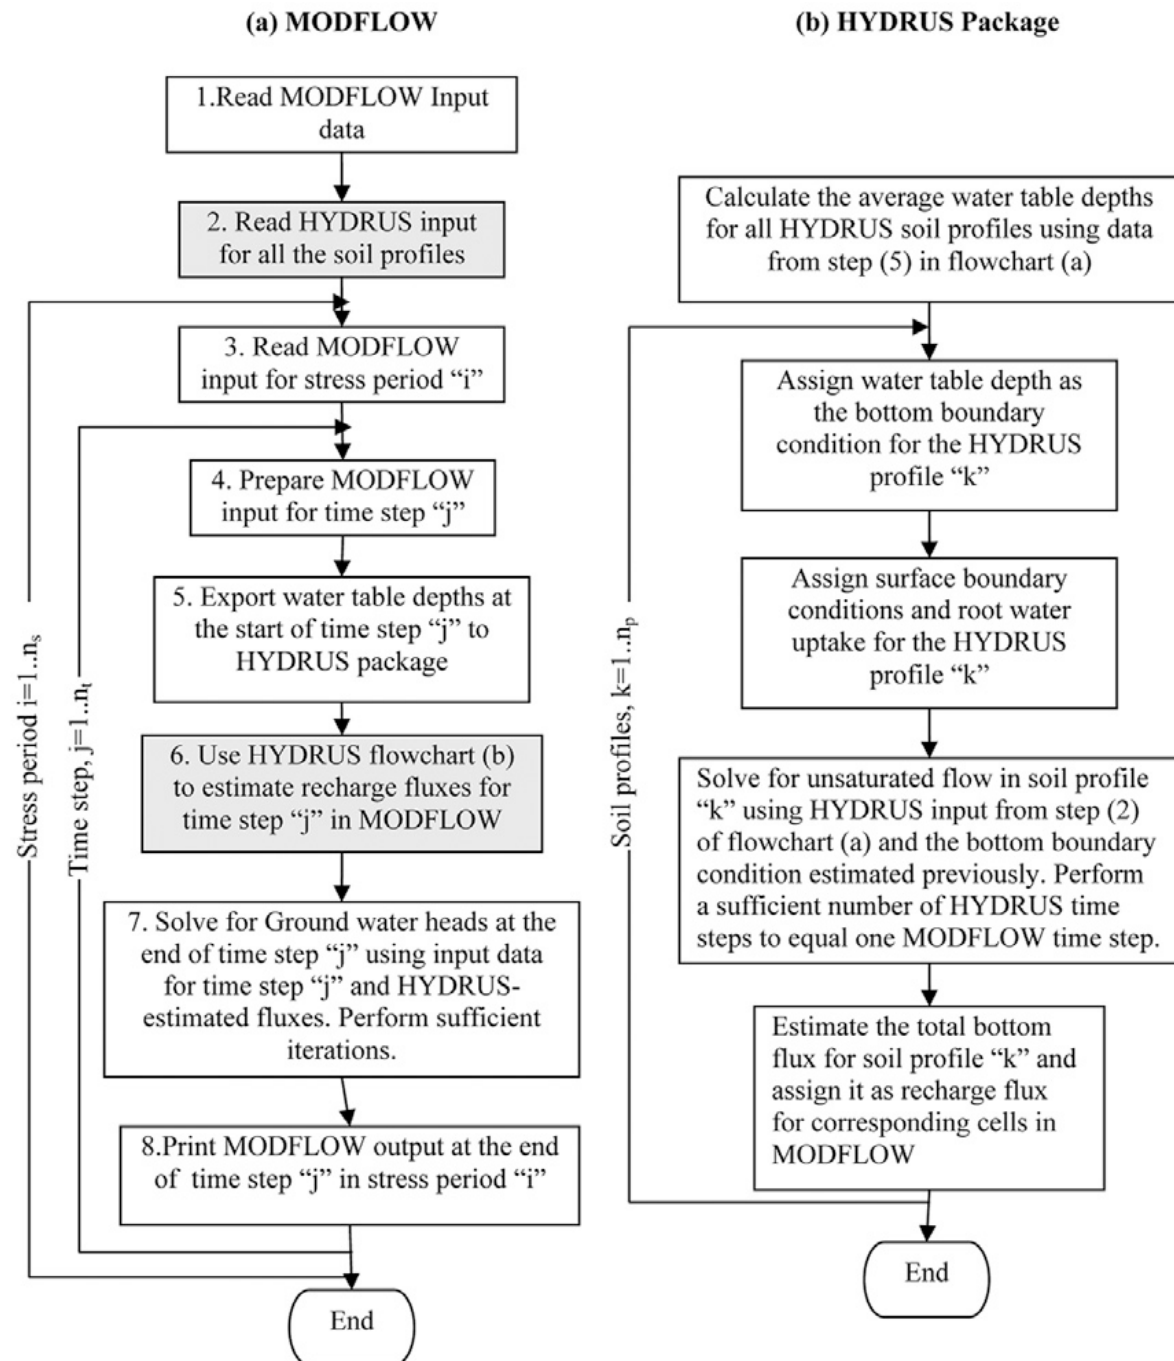 (a) MODFLOW
1.Read MODFLOW Input
data
2. Read HYDRUS input
for all the soil profiles
3. Read MODFLOW
input for stress period “i”
4. Prepare MODFLOW
input for time step “j”
5. Export water table depths at
the start of time step “j” to
HYDRUS package
6. Use HYDRUS flowchart (b)
to estimate recharge fluxes for
time step “j” in MODFLOW
7. Solve for Ground water heads at the
end of time step “j” using input data
for time step “j” and HYDRUS-
estimated fluxes. Perform sufficient
iterations.
8.Print MODFLOW output at the end
of time step “j” in stress period “i”
End
Stress period i=1..nₛ
Time step, j=1..nₜ
(b) HYDRUS Package
Calculate the average water table depths
for all HYDRUS soil profiles using data
from step (5) in flowchart (a)
Assign water table depth as
the bottom boundary
condition for the HYDRUS
profile “k”
Assign surface boundary
conditions and root water
uptake for the HYDRUS
profile “k”
Solve for unsaturated flow in soil profile
“k” using HYDRUS input from step (2)
of flowchart (a) and the bottom boundary
condition estimated previously. Perform
a sufficient number of HYDRUS time
steps to equal one MODFLOW time step.
Estimate the total bottom
flux for soil profile “k” and
assign it as recharge flux
for corresponding cells in
MODFLOW
End
Soil profiles, k=1..nₚ